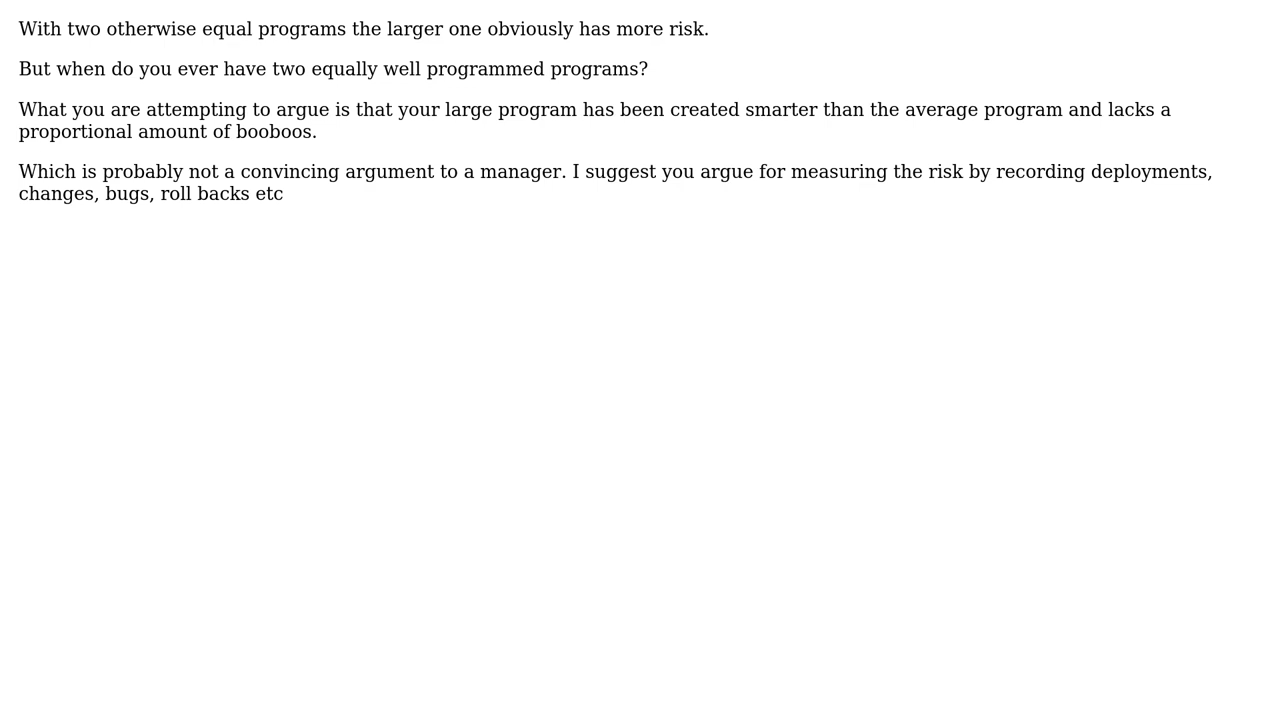 With two otherwise equal programs the larger one obviously has more risk.
But when do you ever have two equally well programmed programs?
What you are attempting to argue is that your large program has been created smarter than the average program and lacks a
proportional amount of booboos.
Which is probably not a convincing argument to a manager. I suggest you argue for measuring the risk by recording deployments,
changes, bugs, roll backs etc